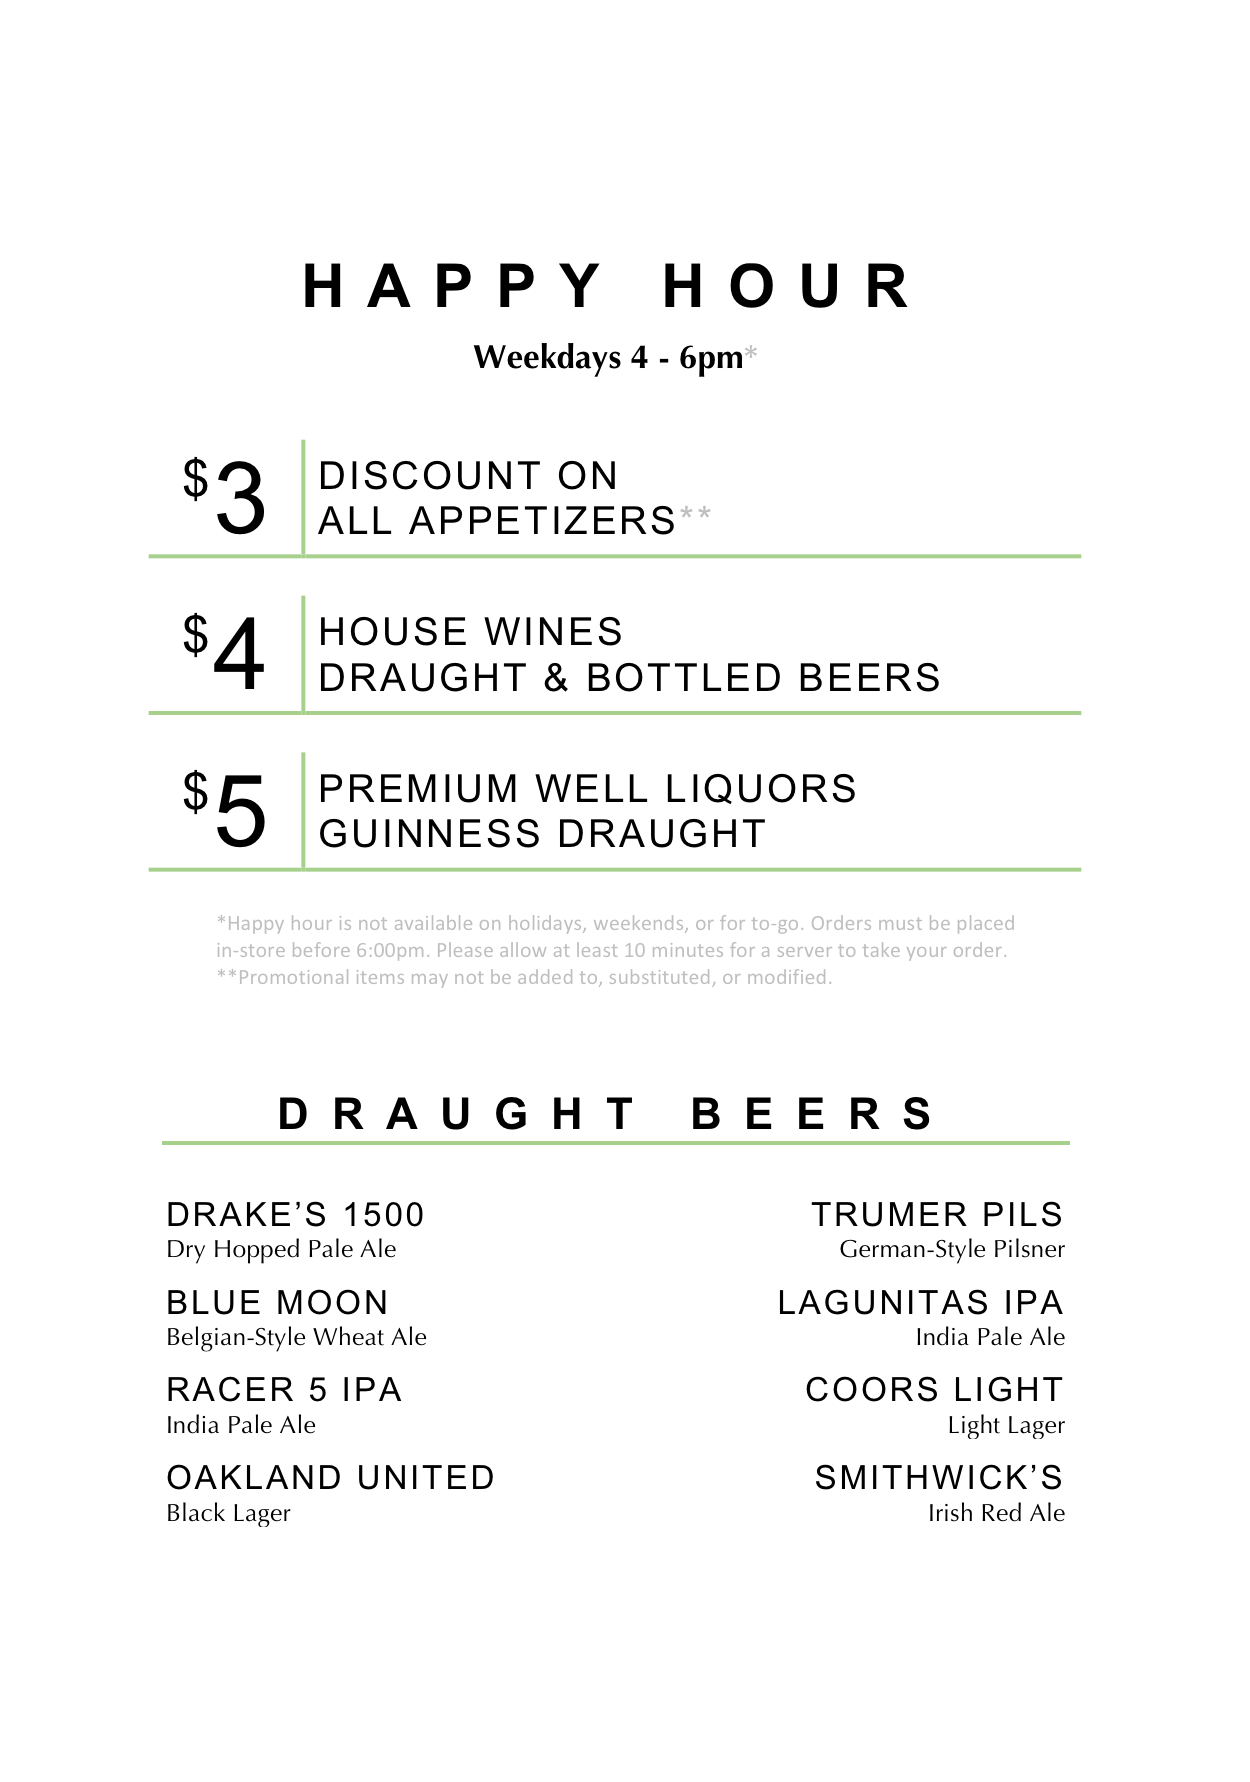 HAPPY HOUR
Weekdays 4 - 6pm*
$3
DISCOUNT ON
ALL APPETIZERS**
$4
HOUSE WINES
DRAUGHT & BOTTLED BEERS
$5
PREMIUM WELL LIQUORS
GUINNESS DRAUGHT
*Happy hour is not available on holidays, weekends, or for to-go. Orders must be placed
in-store before 6:00pm. Please allow at least 10 minutes for a server to take your order.
**Promotional items may not be added to, substituted, or modified.
DRAUGHT BEERS
DRAKE’S 1500
Dry Hopped Pale Ale
BLUE MOON
Belgian-Style Wheat Ale
RACER 5 IPA
India Pale Ale
OAKLAND UNITED
Black Lager
TRUMER PILS
German-Style Pilsner
LAGUNITAS IPA
India Pale Ale
COORS LIGHT
Light Lager
SMITHWICK’S
Irish Red Ale